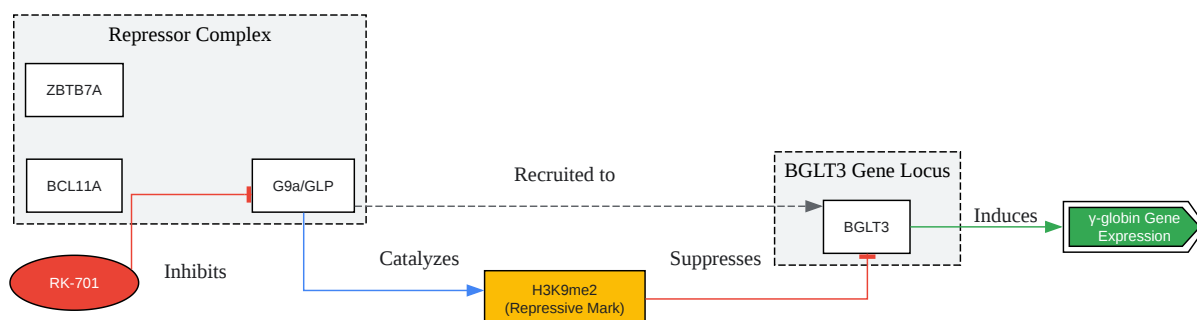 Repressor Complex
ZBTB7A
BCL11A
G9a/GLP
Recruited to
BGLT3 Gene Locus
BGLT3
Induces
γ-globin Gene
Expression
RK-701
Inhibits
Catalyzes
H3K9me2
(Repressive Mark)
Suppresses